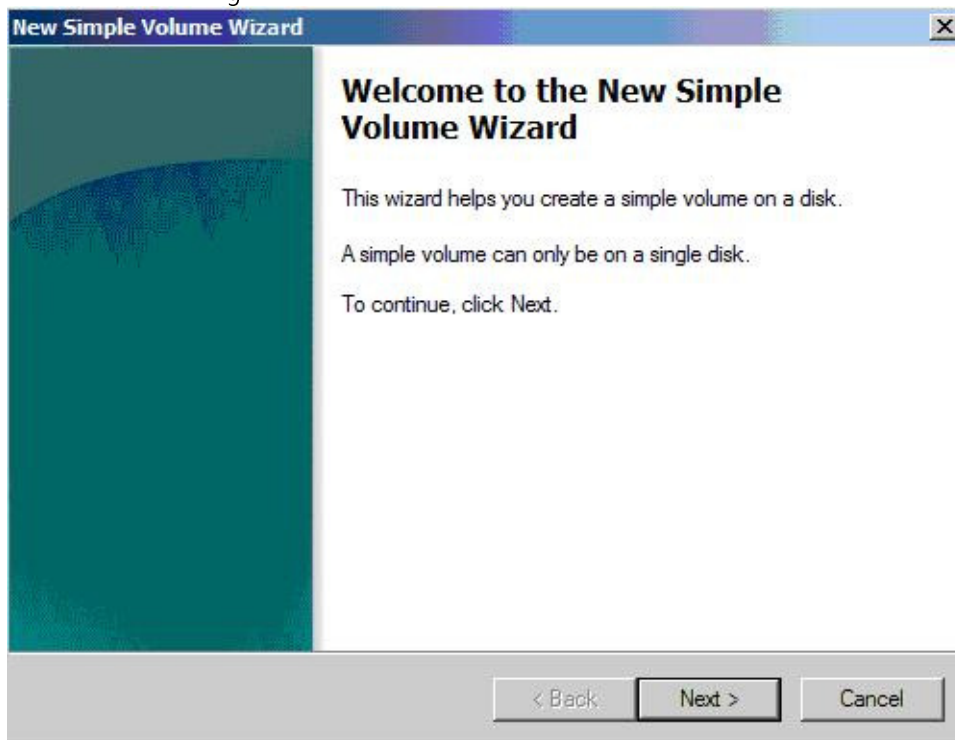 New Simple Volume Wizard
Welcome to the New Simple
Volume Wizard
This wizard helps you create a simple volume on a disk.
A simple volume can only be on a single disk.
To continue, click Next.
< Back Next > Cancel